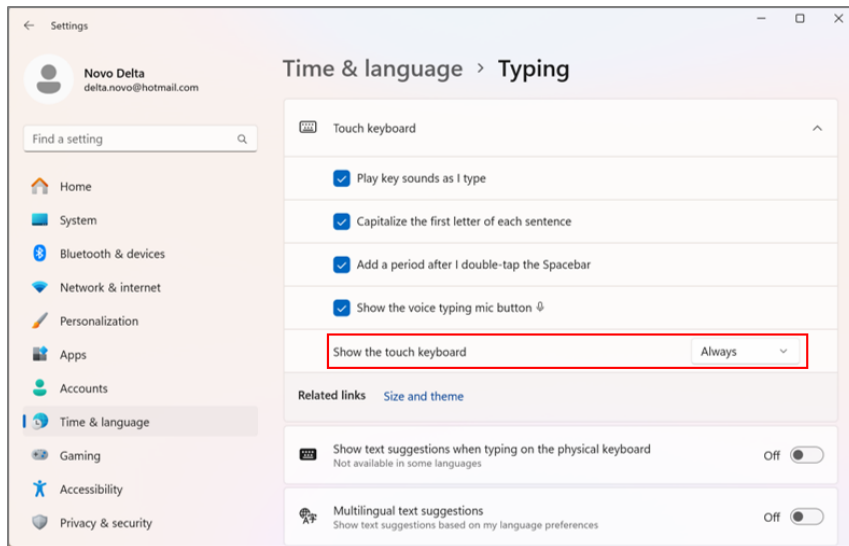 Settings
Novo Delta
delta.novo@hotmail.com
Find a setting
Home
System
Bluetooth & devices
Network & internet
Personalization
Apps
Accounts
Time & language
Gaming
Accessibility
Privacy & security
Time & language > Typing
Touch keyboard
Play key sounds as I type
Capitalize the first letter of each sentence
Add a period after I double-tap the Spacebar
Show the voice typing mic button
Show the touch keyboard Always
Related links Size and theme
Show text suggestions when typing on the physical keyboard
Not available in some languages
Off
Multilingual text suggestions
Show text suggestions based on my language preferences
Off